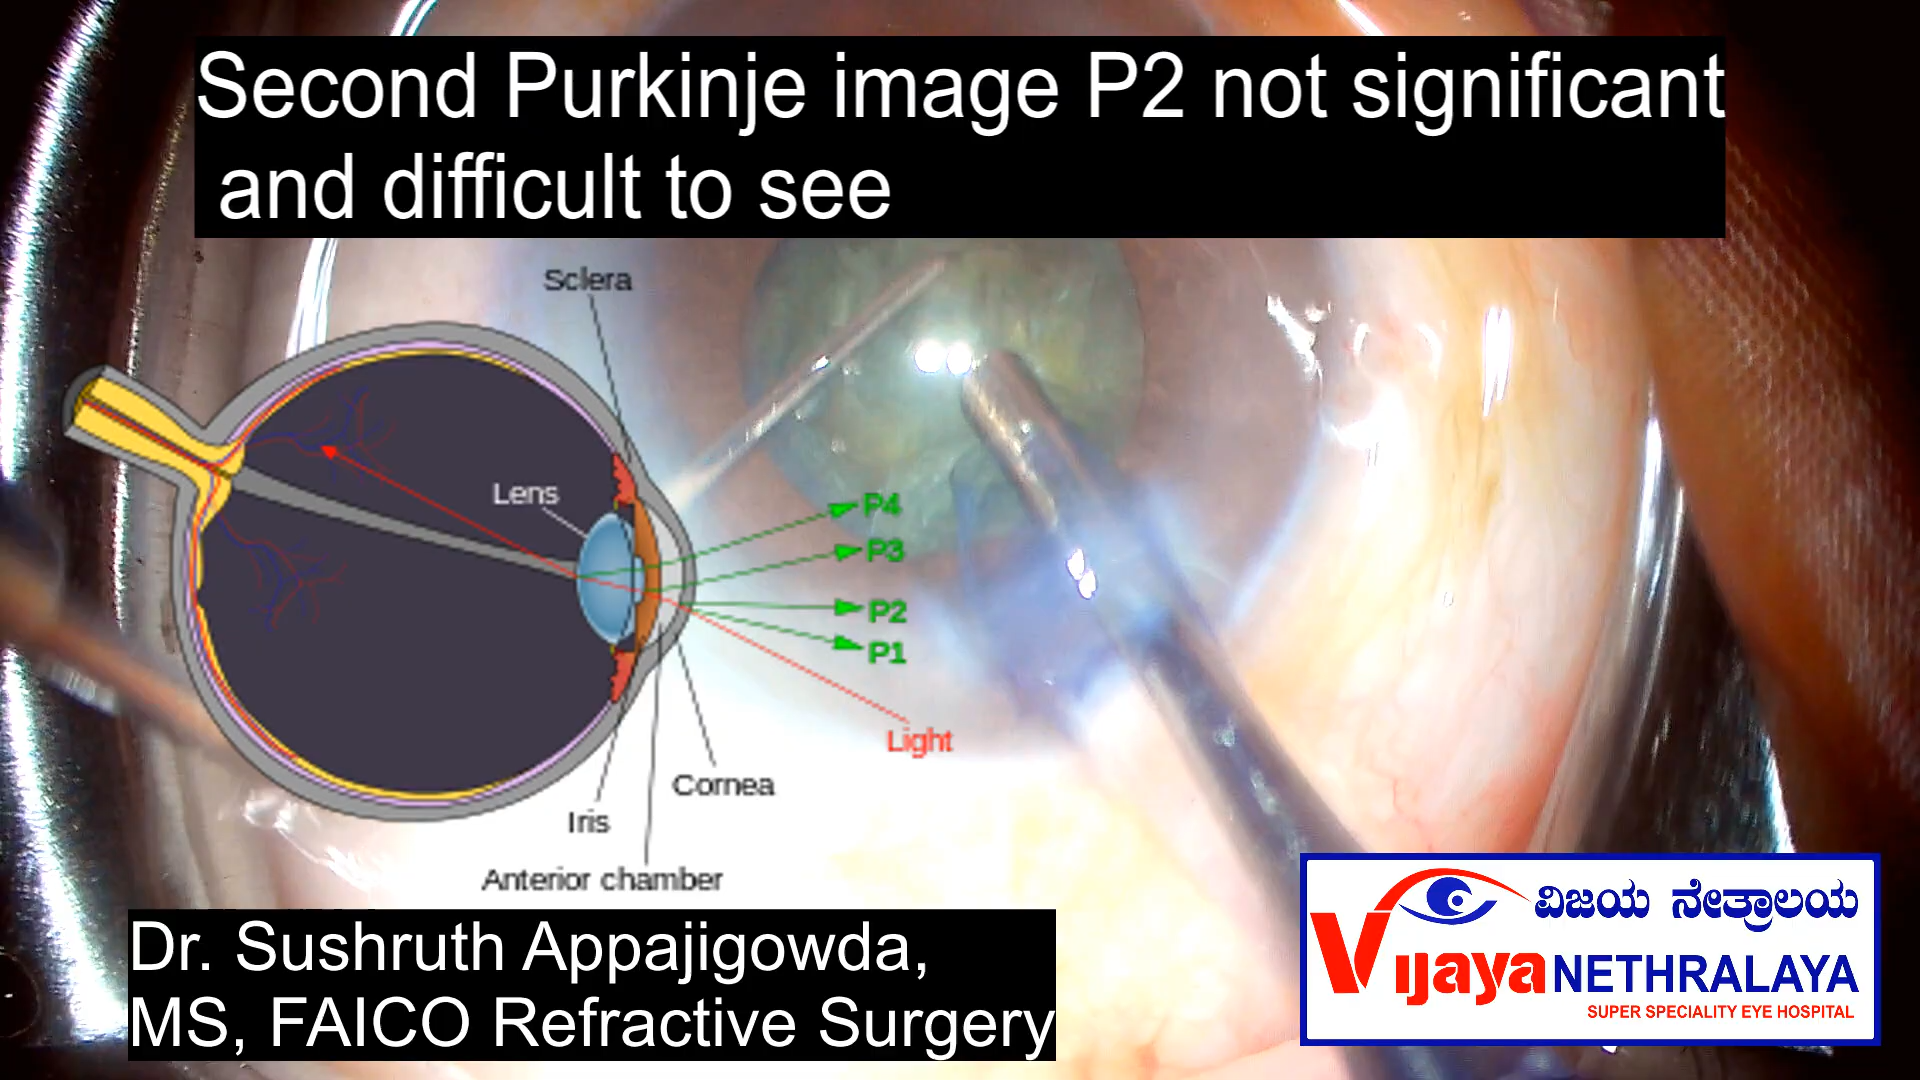 Second Purkinje image P2 not significant
and difficult to see
Sclera
Lens
P4
P3
P2
P1
Light
Cornea
Iris
Anterior chamber
Dr. Sushruth Appajigowda,
MS, FAICO Refractive Surgery
ವಿಜಯ ನೇತ್ರಾಲಯ
Vijaya NETHRALAYA
SUPER SPECIALITY EYE HOSPITAL